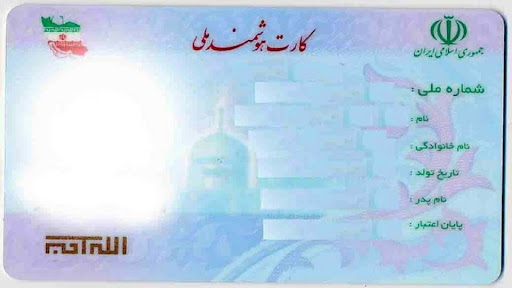 جمهوری اسلامی ایران
کارت هوشمند ملی
شماره ملی :
نام :
نام خانوادگی :
تاریخ تولد :
نام پدر :
پایان اعتبار :
الله اکبر